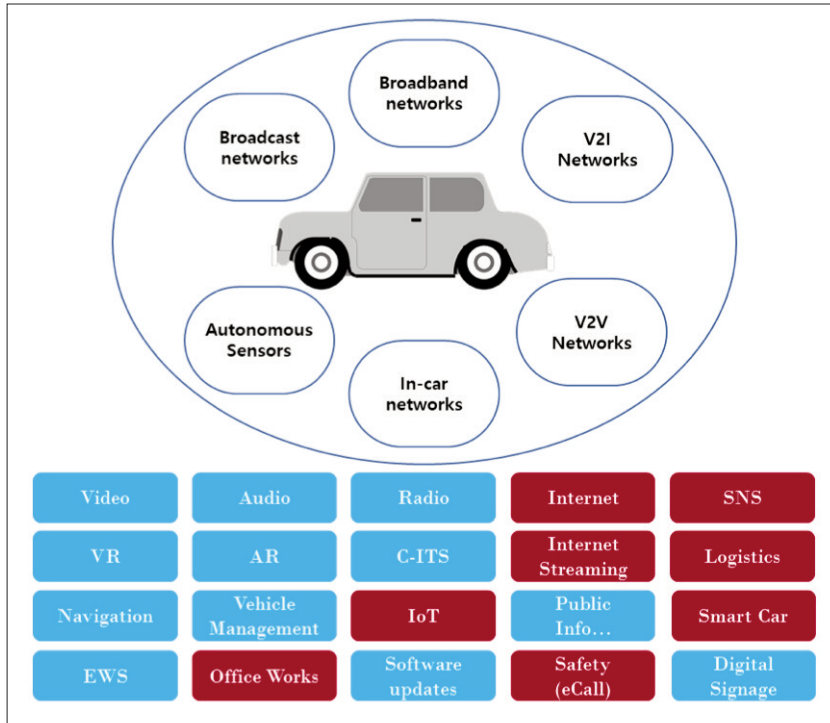 Broadband
networks
Broadcast
networks
V2I
Networks
Autonomous
Sensors
V2V
Networks
In-car
networks
Video
Audio
Radio
Internet
SNS
VR
AR
C-ITS
Internet
Streaming
Logistics
Navigation
Vehicle
Management
IoT
Public
Info...
Smart Car
EWS
Office Works
Software
updates
Safety
(eCall)
Digital
Signage